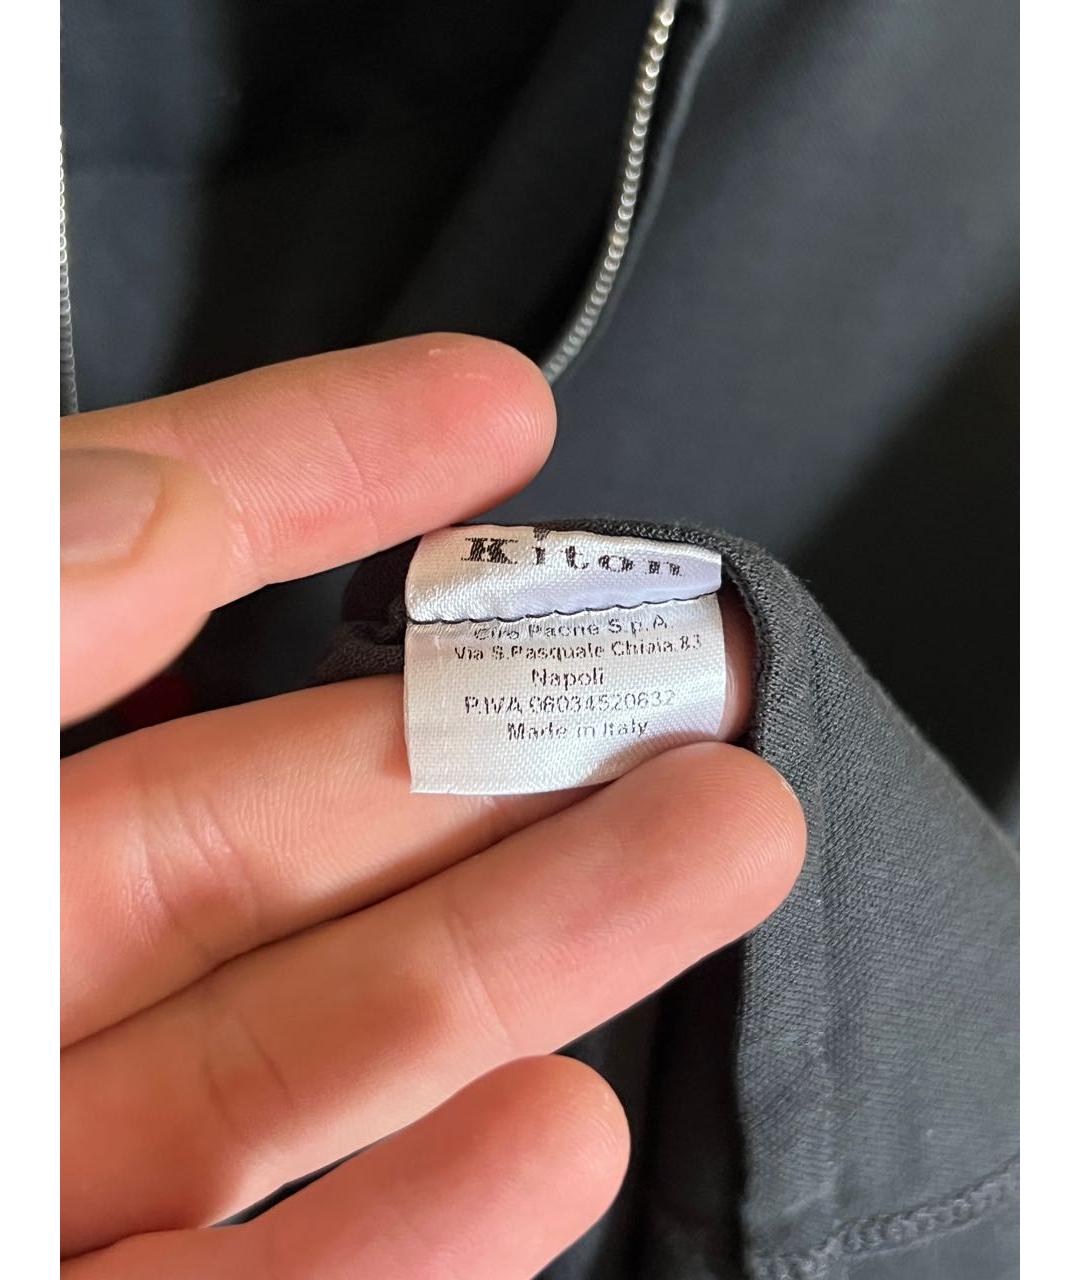 Kiton
Ciro Paone S.p.A.
Via S.Pasquale Chiaia 83
Napoli
P.IVA 06034520632
Made in Italy